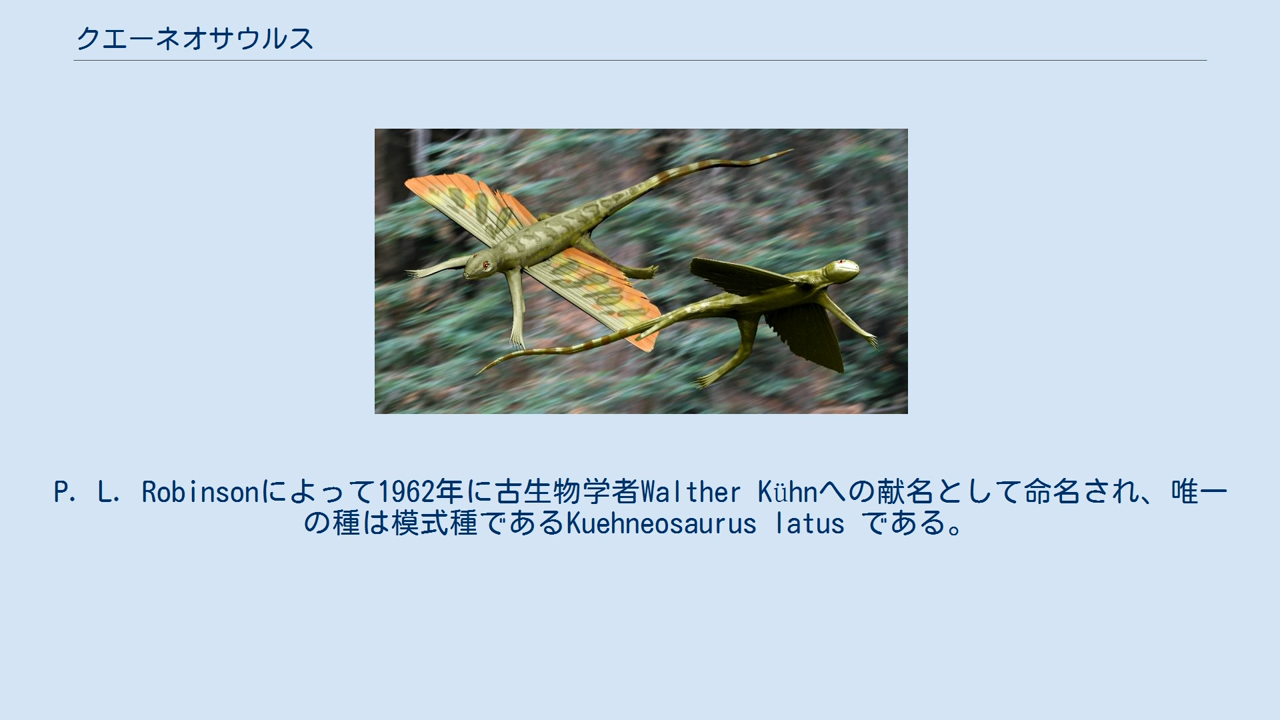 クエーネオサウルス
P. L. Robinsonによって1962年に古生物学者Walther Kühnへの献名として命名され、唯一
の種は模式種であるKuehneosaurus latus である。